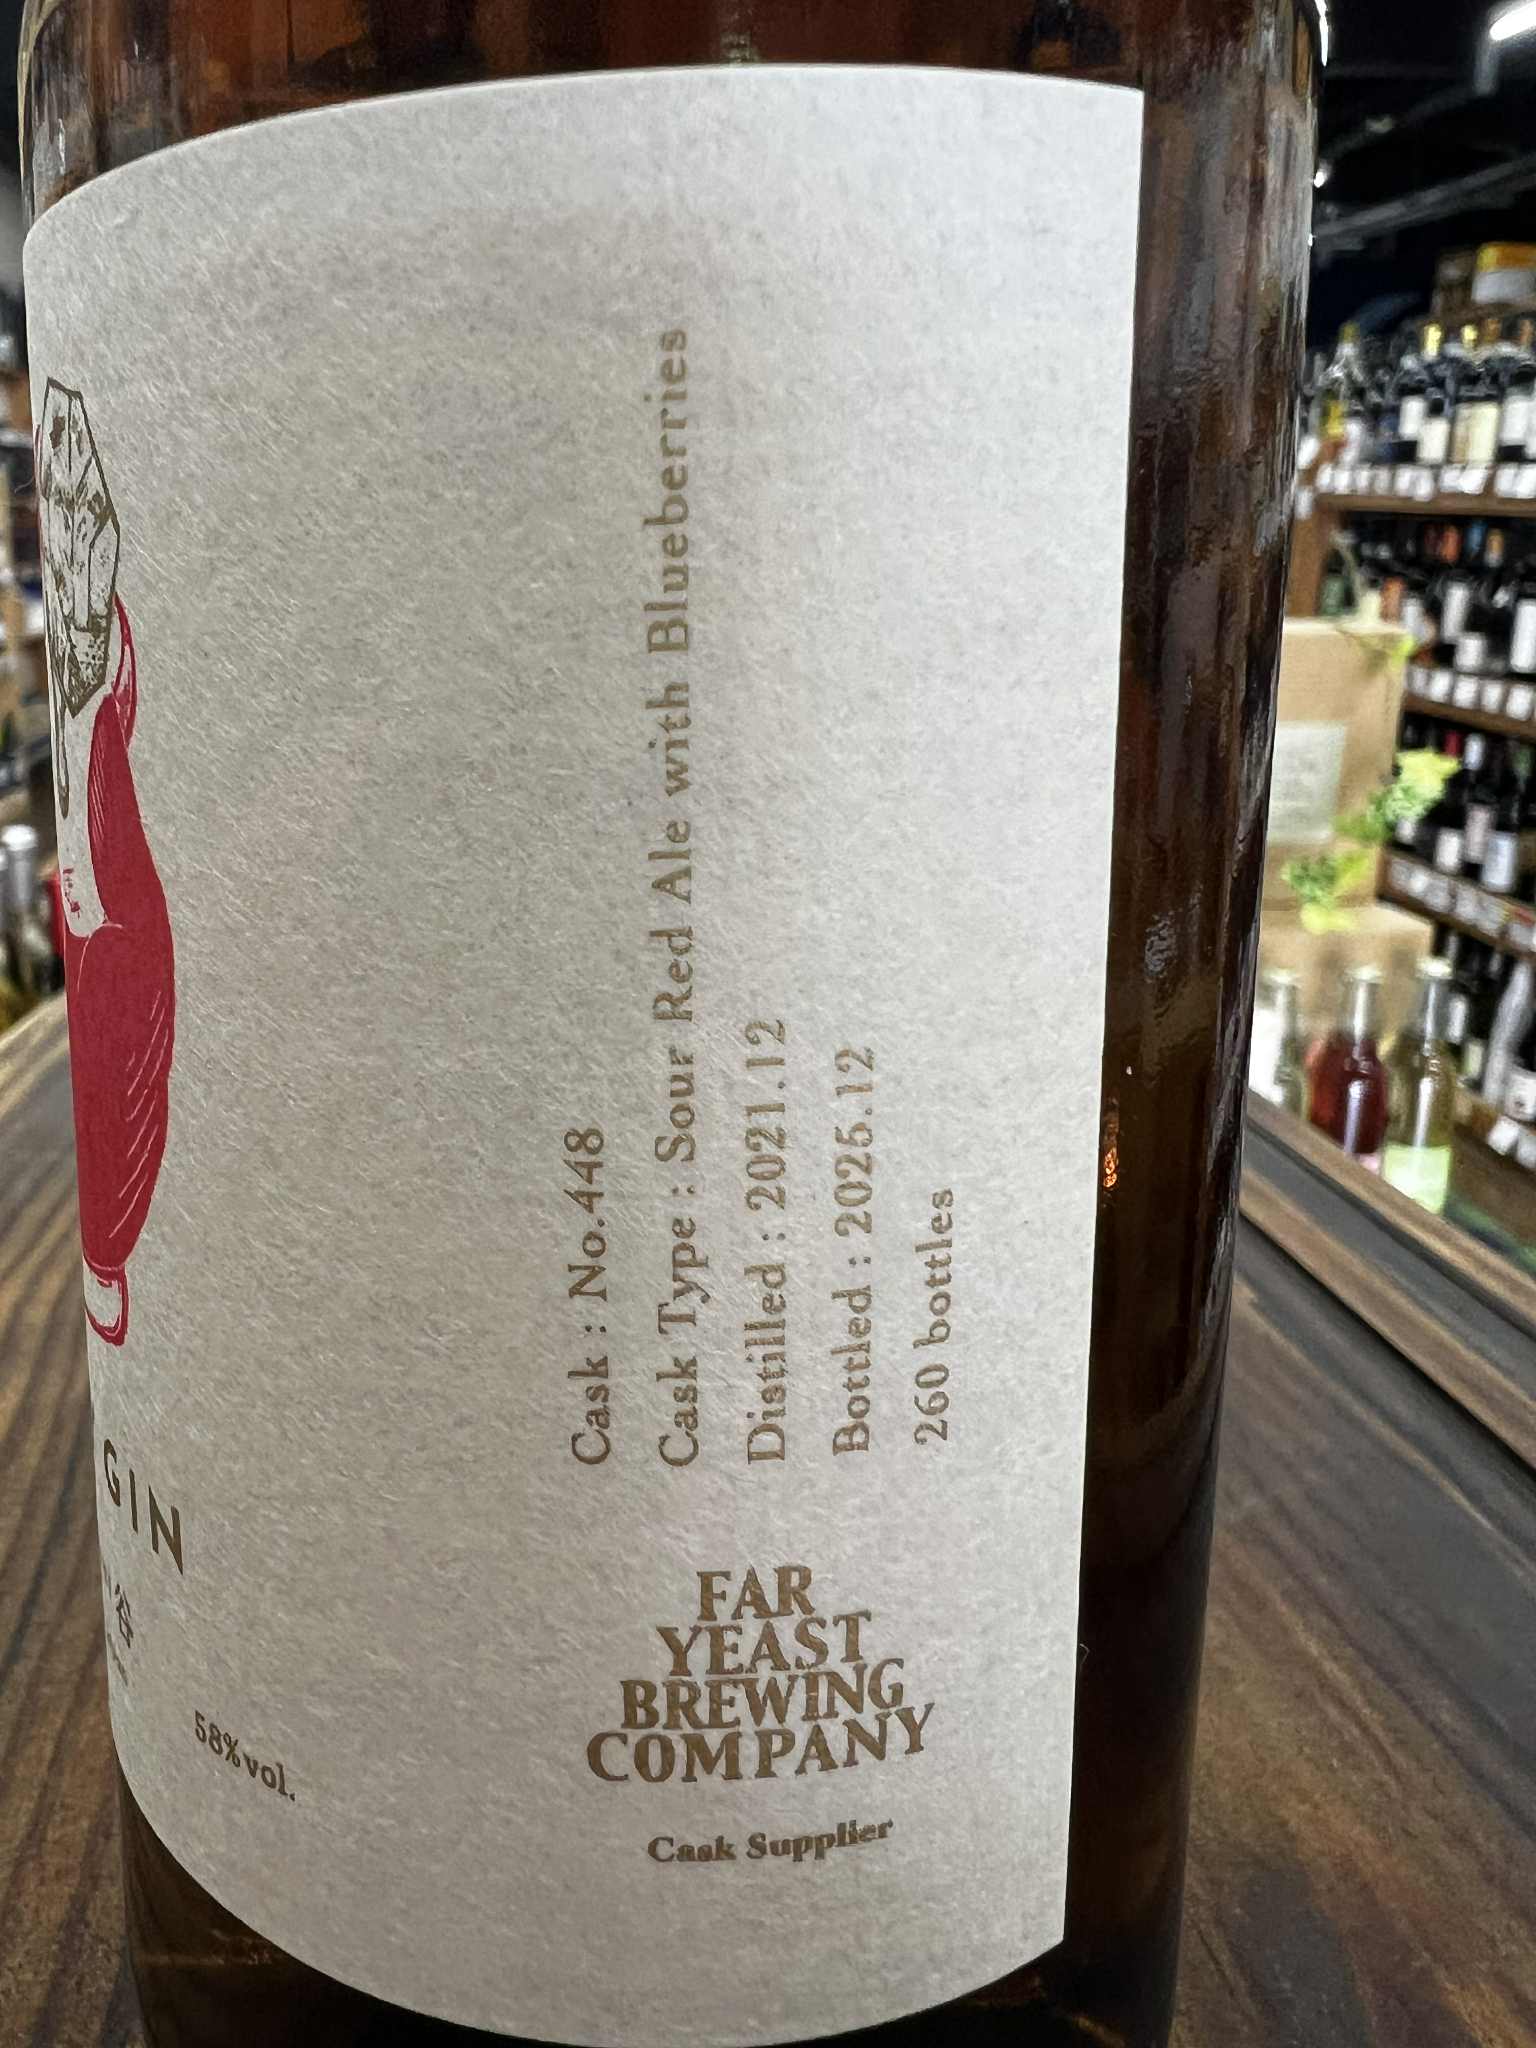 GIN
谷
58%vol.
Cask : No.448
Cask Type : Sour Red Ale with Blueberries
Distilled : 2021.12
Bottled : 2025.12
260 bottles
FAR
YEAST
BREWING
COMPANY
Cask Supplier